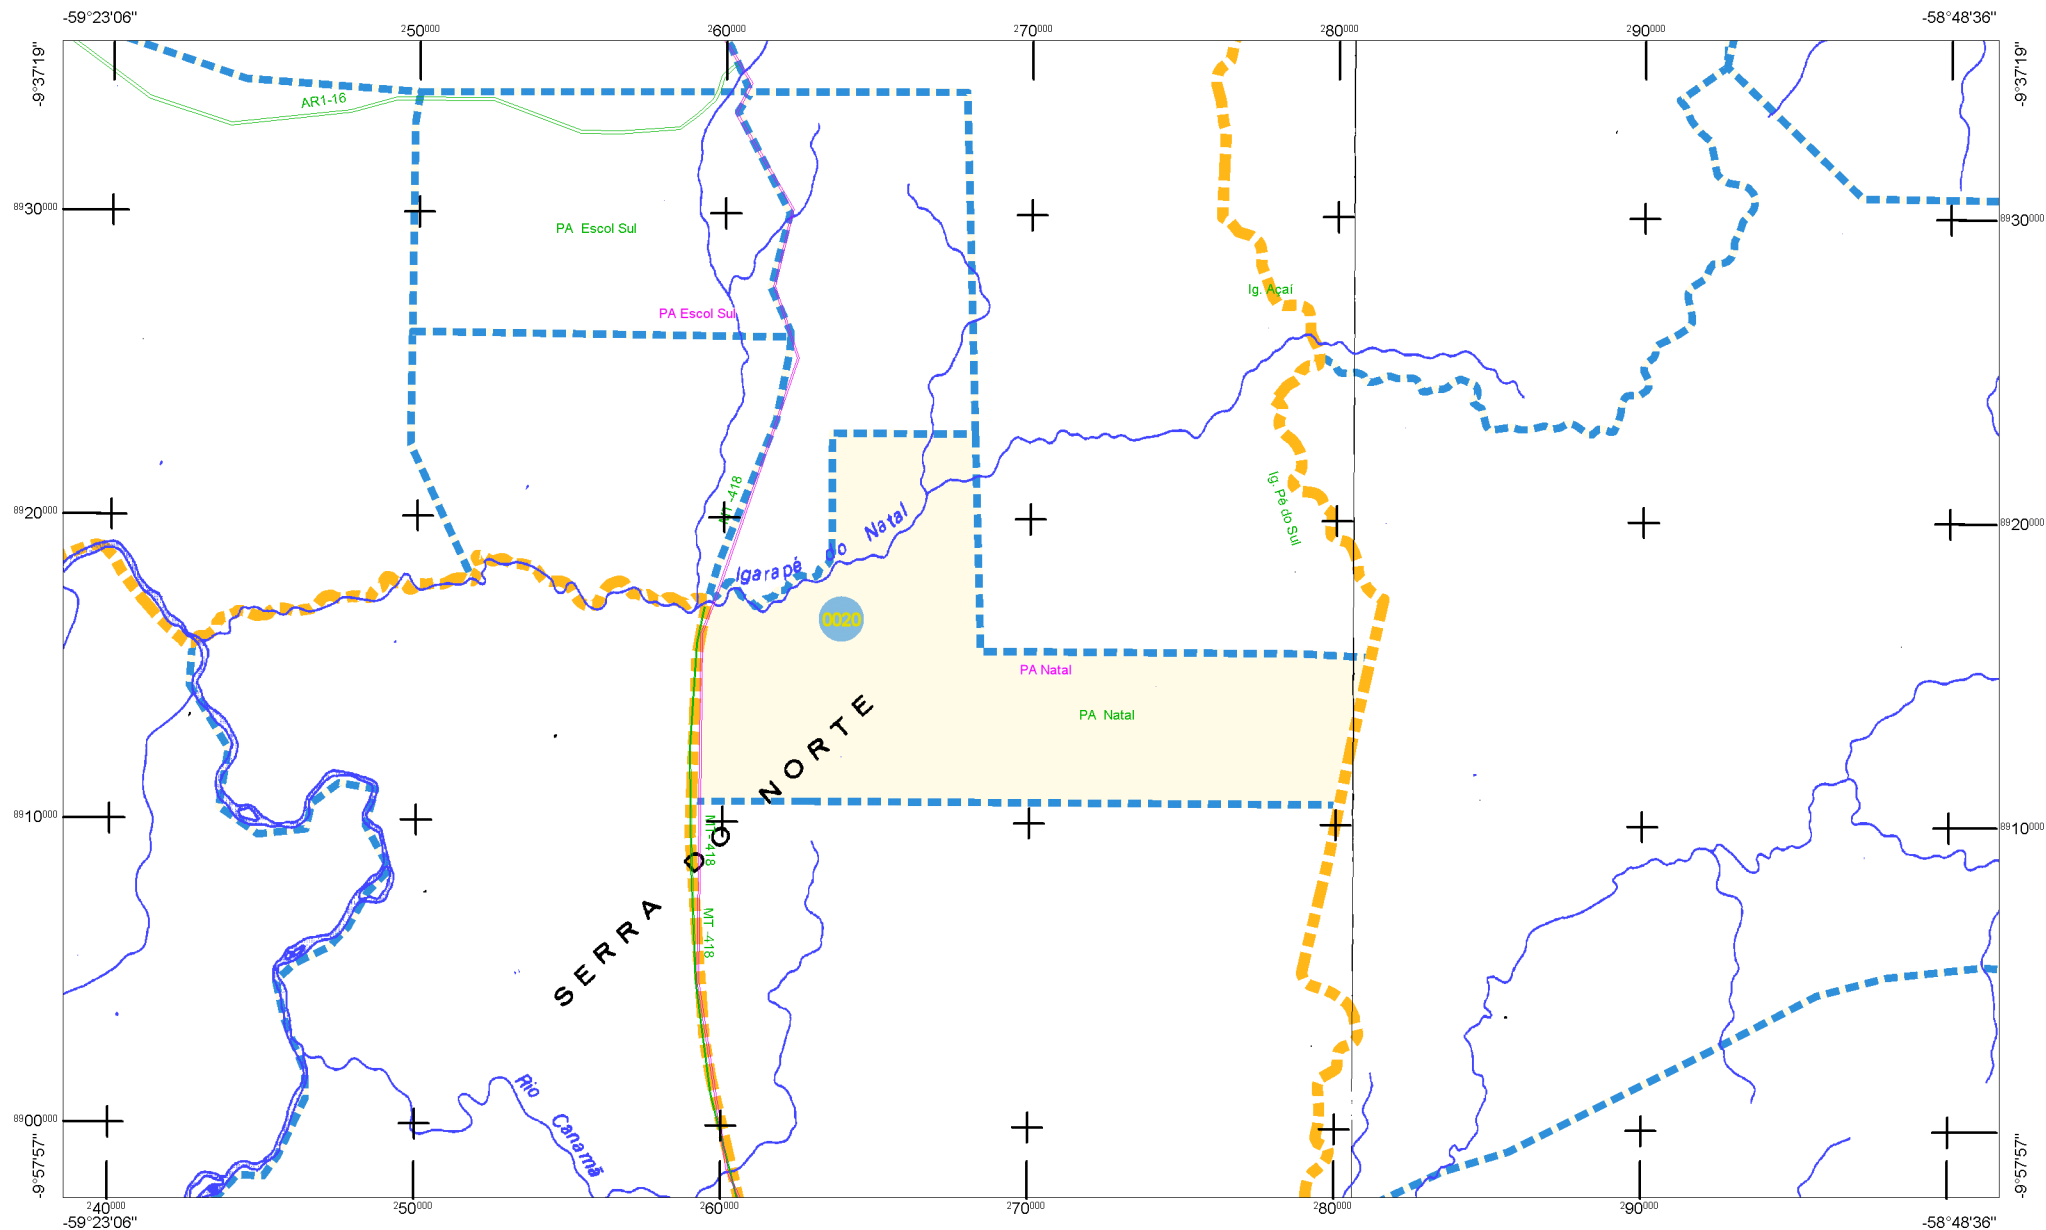 -59°23'06"
-58°48'36"
250000
260000
270000
280000
290000
-9°37'19"
-9°37'19"
AR1-16
8930000
8930000
PA Escol Sul
Ig. Açaí
PA Escol Sul
MT -418
Ig. Pé do Sul
8920000
8920000
Igarapé do Natal
0020
PA Natal
PA Natal
SERRA DO NORTE
8910000
8910000
MT -418
MT -418
Rio Canamã
8900000
00000
-9°57'57"
-9°57'57"
240000
250000
260000
270000
280000
290000
-59°23'06"
-58°48'36"